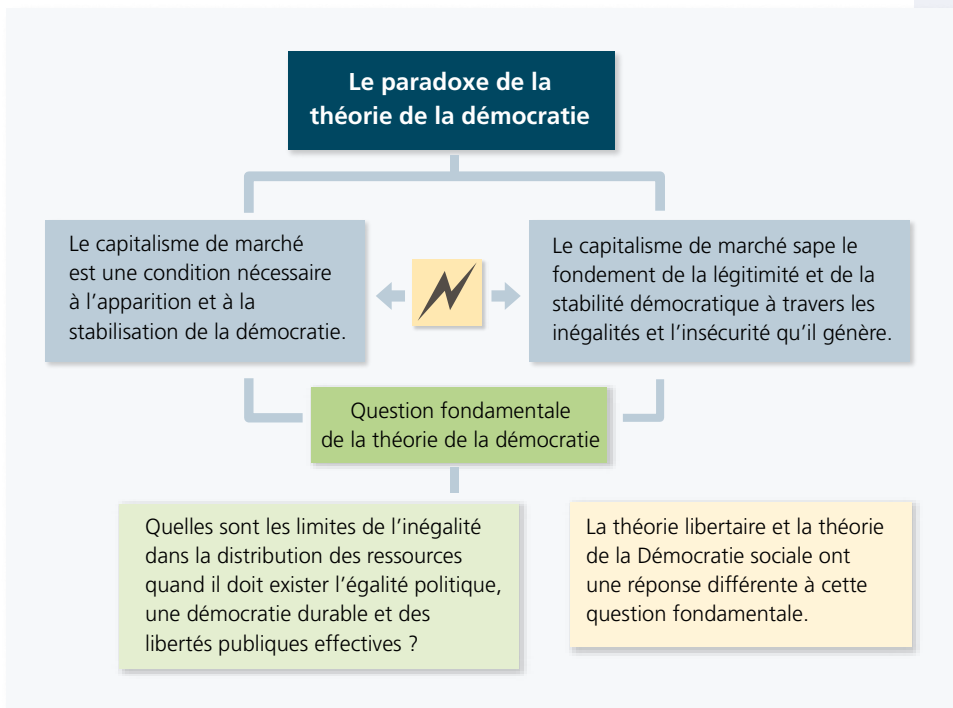 Le paradoxe de la
théorie de la démocratie
Le capitalisme de marché
est une condition nécessaire
à l’apparition et à la
stabilisation de la démocratie.
Le capitalisme de marché sape le
fondement de la légitimité et de la
stabilité démocratique à travers les
inégalités et l’insécurité qu’il génère.
Question fondamentale
de la théorie de la démocratie
Quelles sont les limites de l’inégalité
dans la distribution des ressources
quand il doit exister l’égalité politique,
une démocratie durable et des
libertés publiques effectives ?
La théorie libertaire et la théorie
de la Démocratie sociale ont
une réponse différente à cette
question fondamentale.